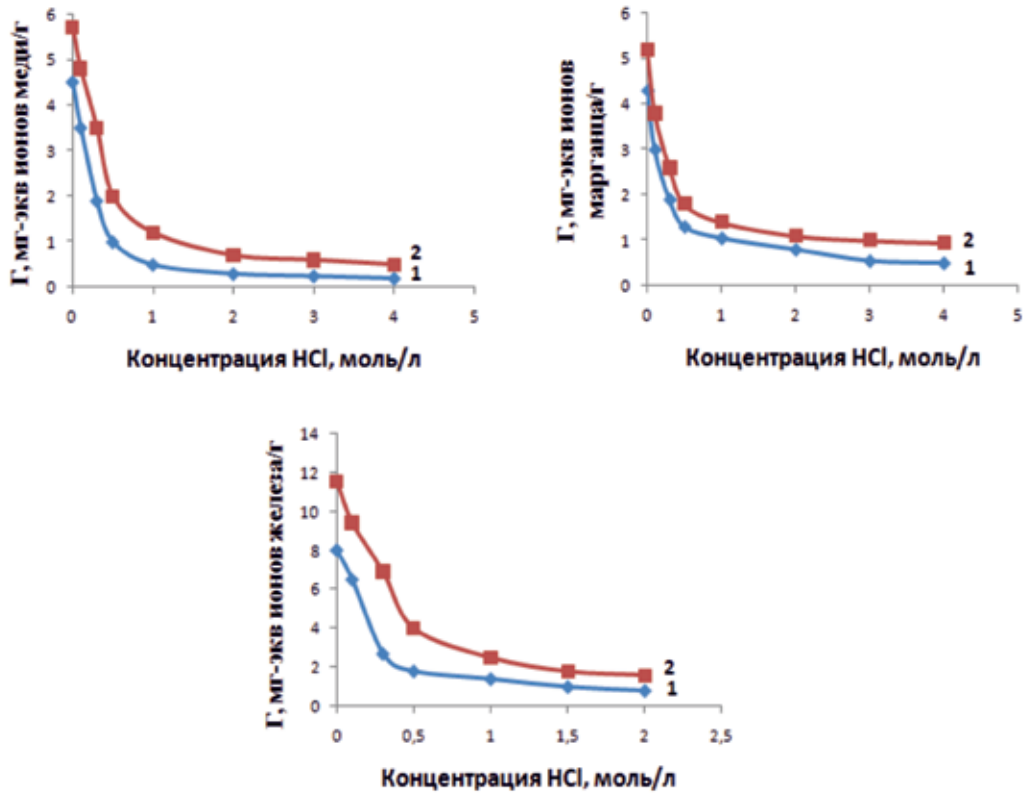 Г, мг-экв ионов меди/г
6
5
4
3
2
1
0
0 1 2 3 4 5
2
1
Концентрация HCl, моль/л
Г, мг-экв ионов
марганца/г
6
5
4
3
2
1
0
0 1 2 3 4 5
2
1
Концентрация HCl, моль/л
Г, мг-экв ионов железа/г
14
12
10
8
6
4
2
0
0 0,5 1 1,5 2 2,5
2
1
Концентрация HCl, моль/л